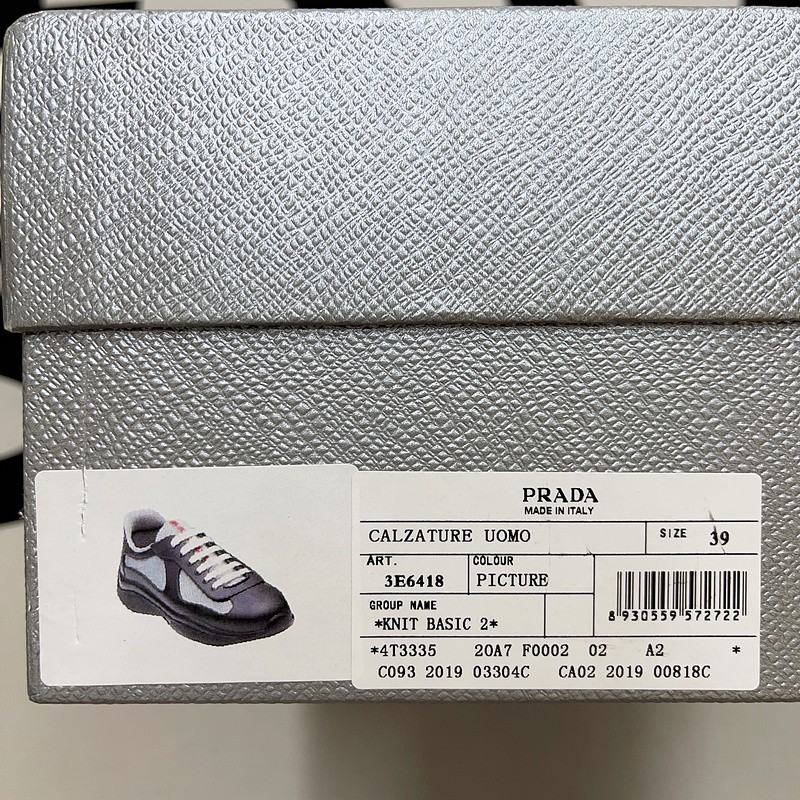 PRADA
MADE IN ITALY
CALZATURE UOMO
SIZE 39
ART. 3E6418
COLOUR PICTURE
GROUP NAME
*KNIT BASIC 2*
8 930559 572722
*4T3335 20A7 F0002 02 A2 *
C093 2019 03304C CA02 2019 00818C